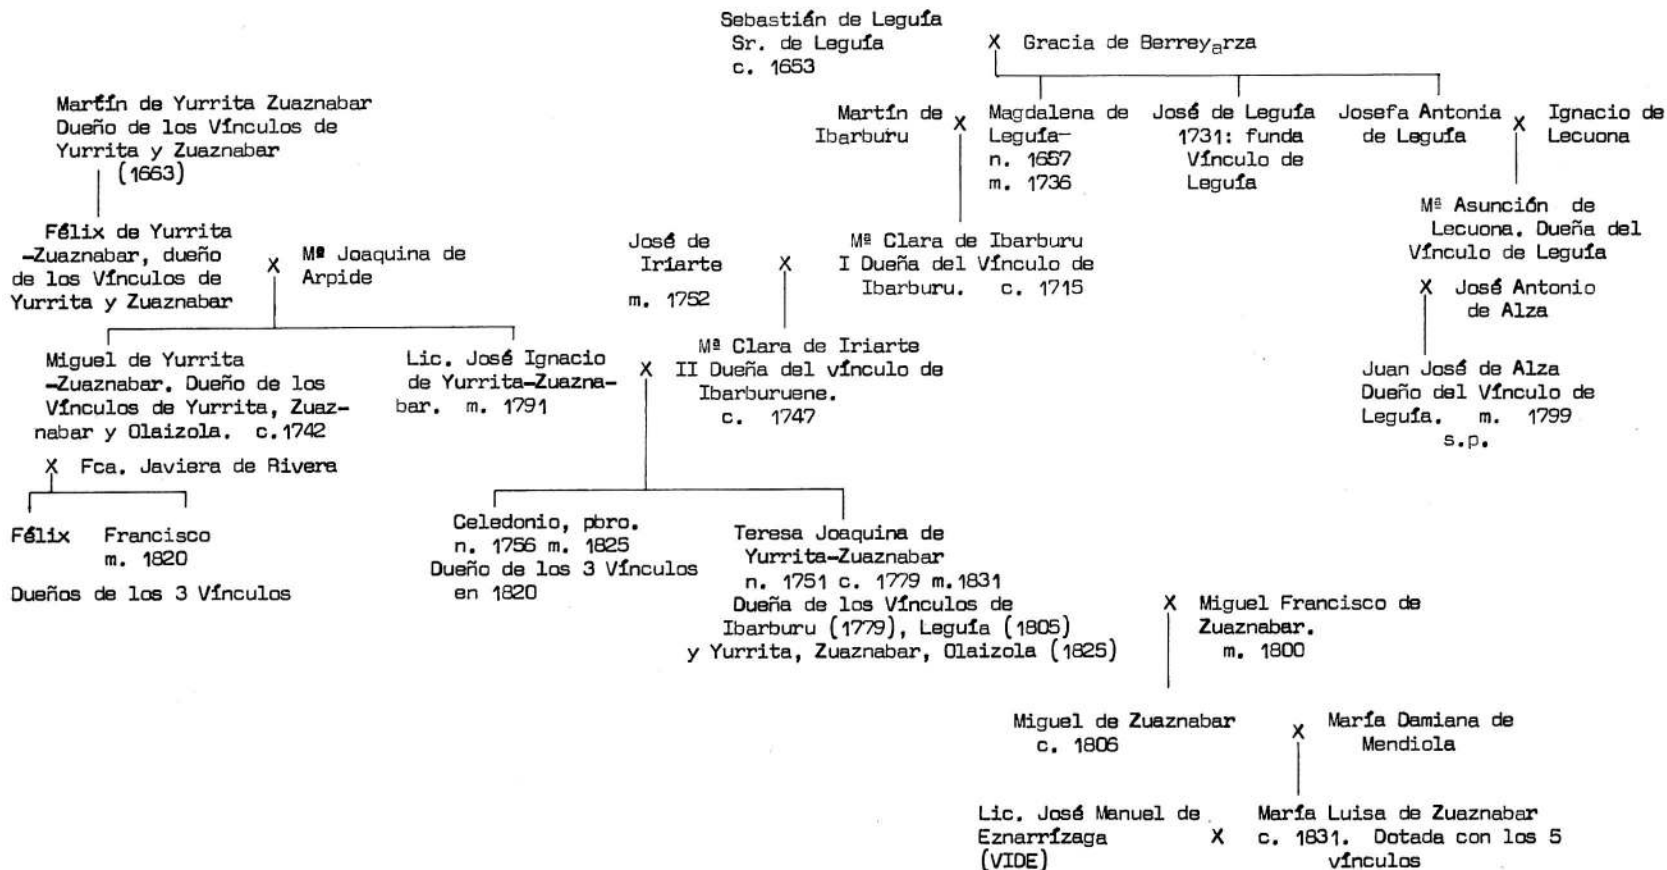 Sebastián de Leguía
Sr. de Leguía
c. 1653
X Gracia de Berreyarza
Martín de Yurrita Zuaznabar
Dueño de los Vínculos de
Yurrita y Zuaznabar
(1663)
Martín de
Ibarburu
X
Magdalena de
Leguía-
n. 1657
m. 1736
José de Leguía
1731: funda
Vínculo de
Leguía
Josefa Antonia
de Leguía
X
Ignacio de
Lecuona
Félix de Yurrita
-Zuaznabar, dueño
de los Vínculos de
Yurrita y Zuaznabar
X
Mª Joaquina de
Arpide
José de
Iriarte
m. 1752
X
Mª Clara de Ibarburu
I Dueña del Vínculo de
Ibarburu. c. 1715
Mª Asunción de
Lecuona. Dueña del
Vínculo de Leguía
X José Antonio
de Alza
Miguel de Yurrita
-Zuaznabar. Dueño de los
Vínculos de Yurrita, Zuaz-
nabar y Olaizola. c.1742
Lic. José Ignacio
de Yurrita-Zuazna-
bar. m. 1791
X
Mª Clara de Iriarte
II Dueña del vínculo de
Ibarburuene.
c. 1747
Juan José de Alza
Dueño del Vínculo de
Leguía. m. 1799
s.p.
X Fca. Javiera de Rivera
Félix
Francisco
m. 1820
Dueños de los 3 Vínculos
Celedonio, pbro.
n. 1756 m. 1825
Dueño de los 3 Vínculos
en 1820
Teresa Joaquina de
Yurrita-Zuaznabar
n. 1751 c. 1779 m.1831
Dueña de los Vínculos de
Ibarburu (1779), Leguía (1805)
y Yurrita, Zuaznabar, Olaizola (1825)
X
Miguel Francisco de
Zuaznabar.
m. 1800
Miguel de Zuaznabar
c. 1806
X
María Damiana de
Mendiola
Lic. José Manuel de
Eznarrízaga
(VIDE)
X
María Luisa de Zuaznabar
c. 1831. Dotada con los 5
vínculos